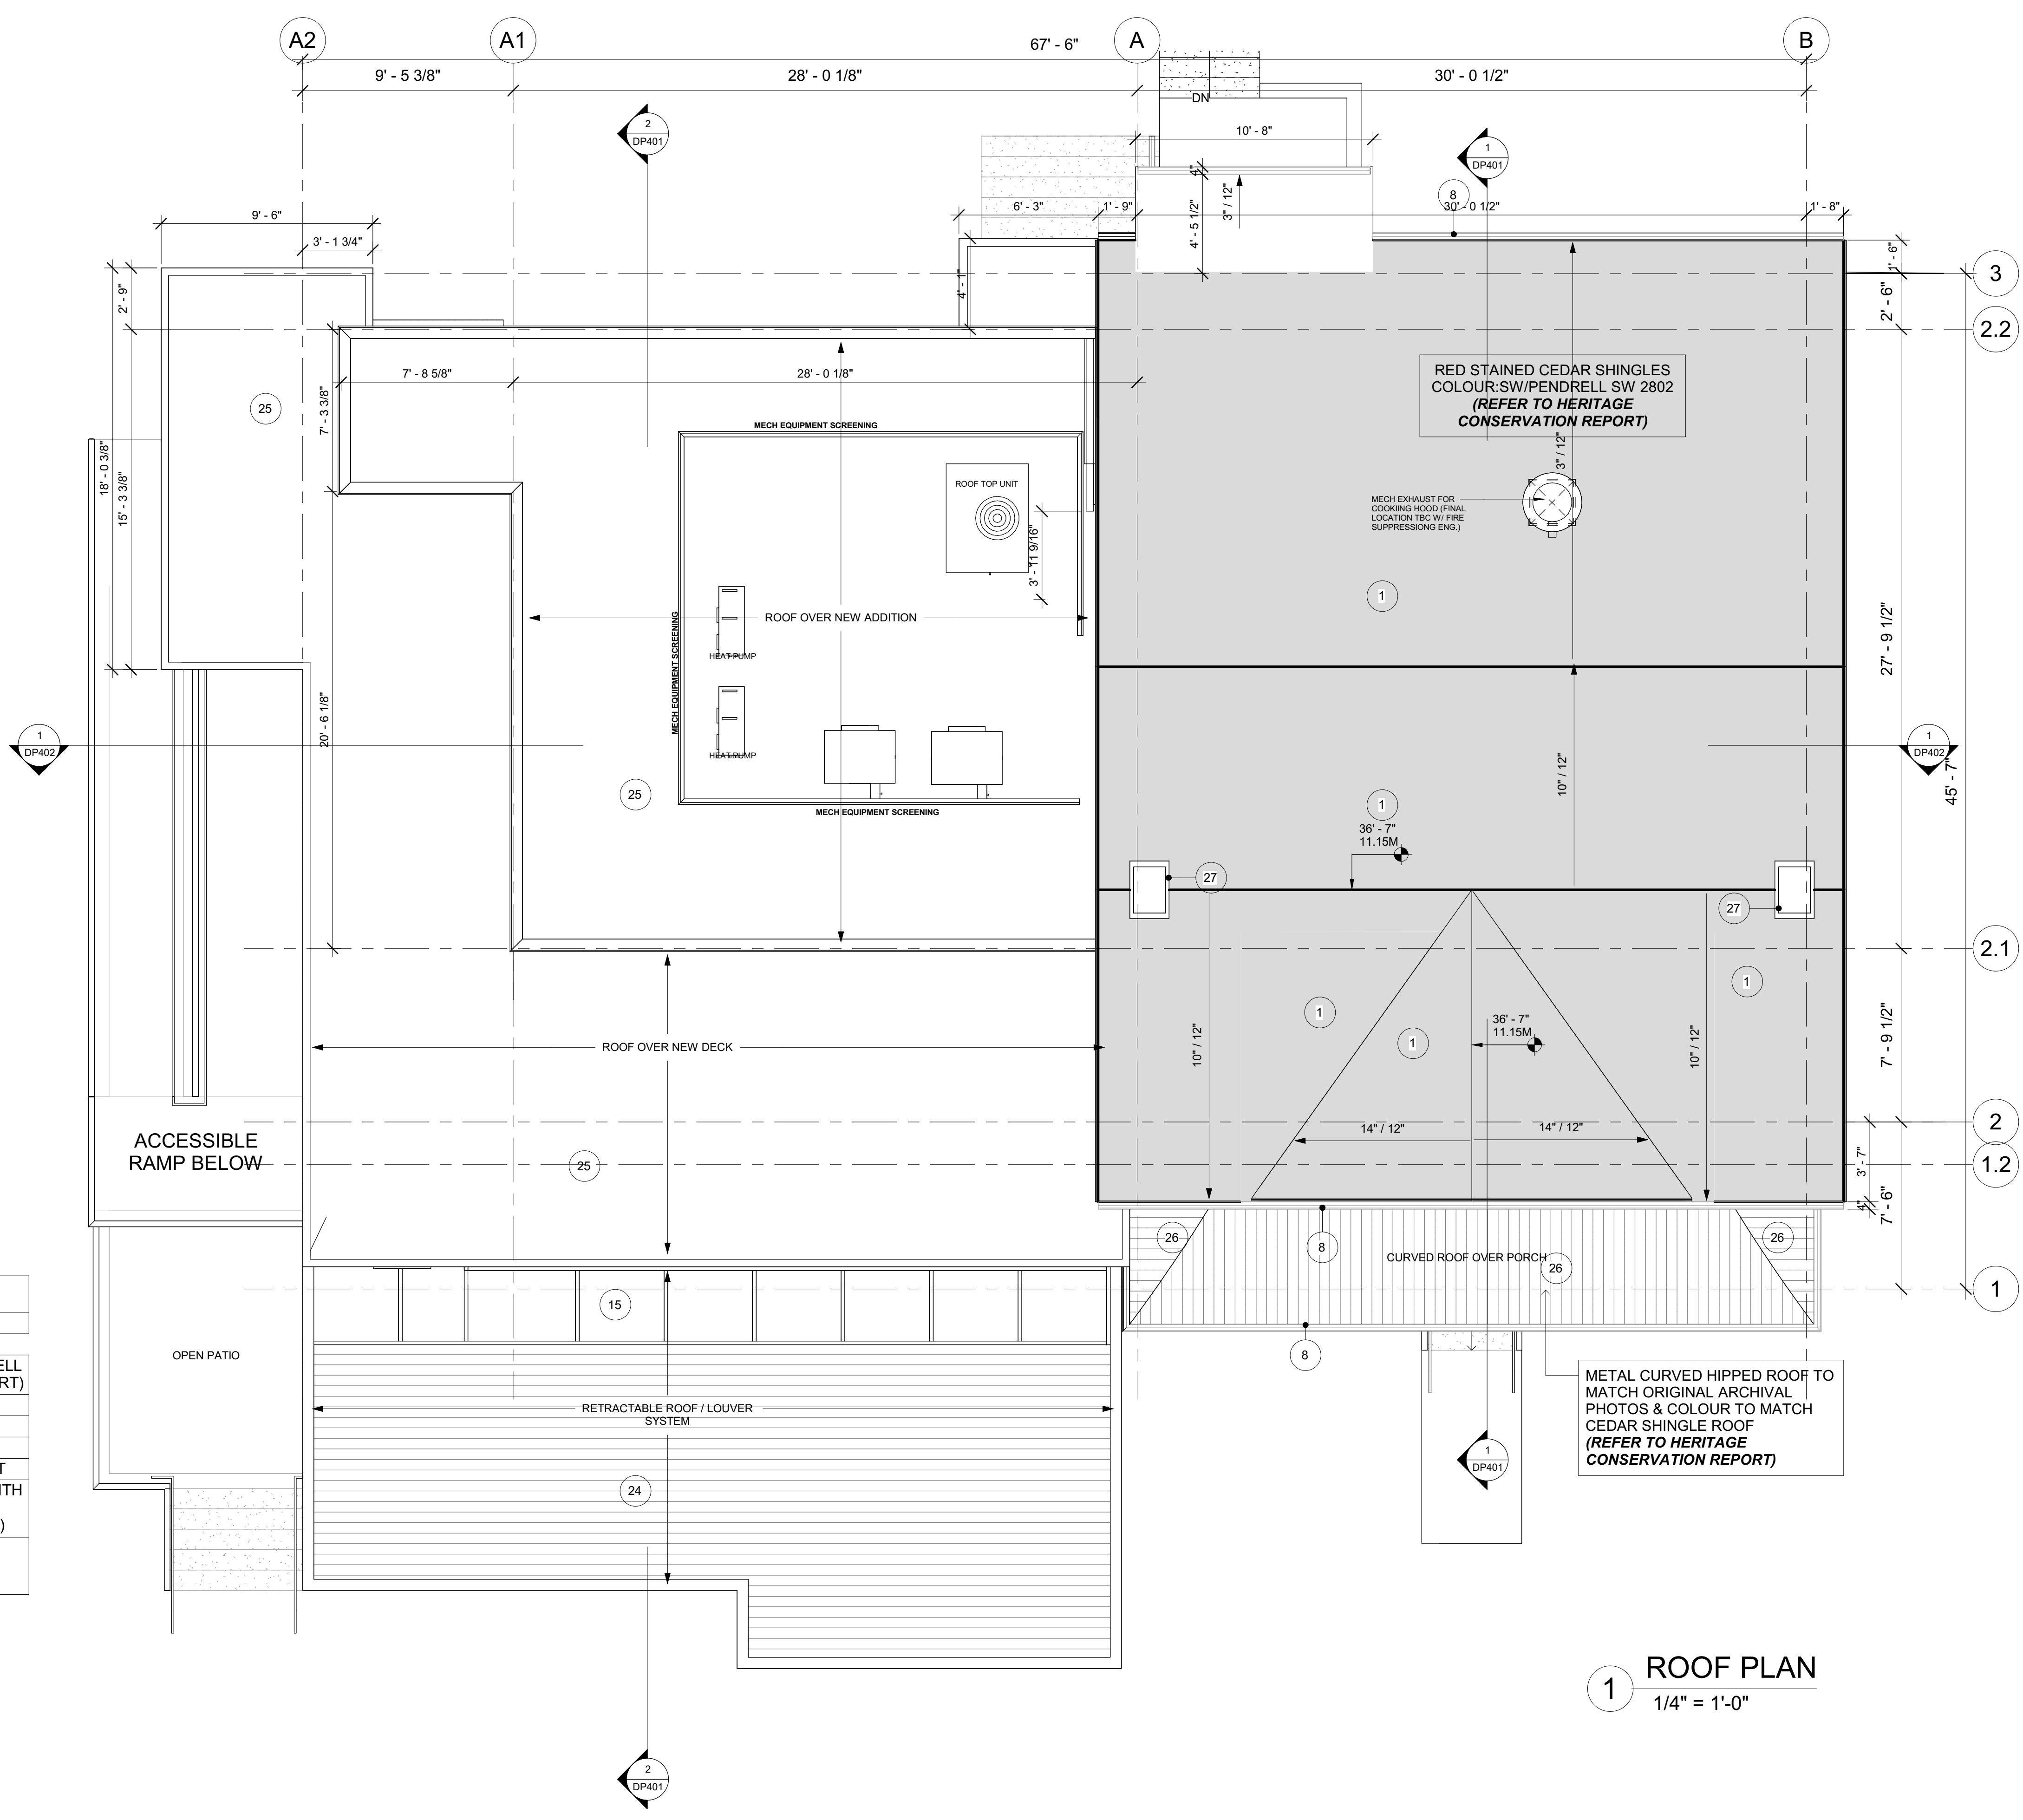 A2
A1
A
B
67' - 6"
9' - 5 3/8"
28' - 0 1/8"
30' - 0 1/2"
DN
2
DP401
1
DP401
10' - 8"
4"
4' - 5 1/2"
3" / 12"
8
9' - 6"
3' - 1 3/4"
6' - 3"
1' - 9"
30' - 0 1/2"
1' - 8"
1' - 6"
3
2' - 6"
2.2
4' - 1"
2' - 9"
18' - 0 3/8"
15' - 3 3/8"
25
7' - 3 3/8"
7' - 8 5/8"
28' - 0 1/8"
RED STAINED CEDAR SHINGLES
COLOUR:SW/PENDRELL SW 2802
(REFER TO HERITAGE
CONSERVATION REPORT)
3" / 12"
MECH EQUIPMENT SCREENING
ROOF TOP UNIT
3' - 11 9/16"
MECH EXHAUST FOR
COOKIING HOOD (FINAL
LOCATION TBC W/ FIRE
SUPPRESSIONG ENG.)
1
ROOF OVER NEW ADDITION
MECH EQUIPMENT SCREENING
HEAT PUMP
HEAT PUMP
27' - 9 1/2"
20' - 6 1/8"
1
DP402
1
DP402
45' - 7"
10" / 12"
25
MECH EQUIPMENT SCREENING
1
36' - 7"
11.15M
27
27
2.1
1
1
1
36' - 7"
11.15M
10" / 12"
10" / 12"
ROOF OVER NEW DECK
7' - 9 1/2"
14" / 12"
14" / 12"
2
ACCESSIBLE
RAMP BELOW
25
1.2
3' - 7"
4"
7' - 6"
26
8
CURVED ROOF OVER PORCH
26
26
1
15
8
OPEN PATIO
ELL
RT)
T
ITH
)
RETRACTABLE ROOF / LOUVER
SYSTEM
24
1
DP401
METAL CURVED HIPPED ROOF TO
MATCH ORIGINAL ARCHIVAL
PHOTOS & COLOUR TO MATCH
CEDAR SHINGLE ROOF
(REFER TO HERITAGE
CONSERVATION REPORT)
1
ROOF PLAN
1/4" = 1'-0"
2
DP401